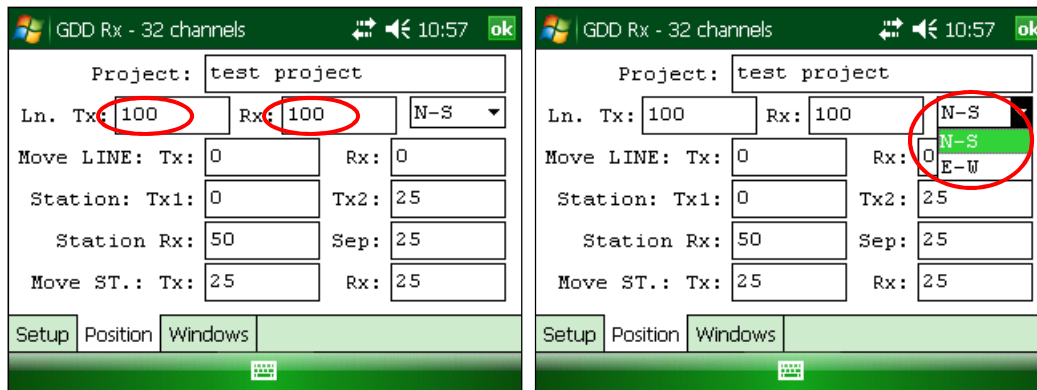 GDD Rx - 32 channels 10:57 ok
Project: test project
Ln. Tx: 100 Rx: 100 N-S
Move LINE: Tx: 0 Rx: 0
Station: Tx1: 0 Tx2: 25
Station Rx: 50 Sep: 25
Move ST.: Tx: 25 Rx: 25
Setup Position Windows
GDD Rx - 32 channels 10:57 ok
Project: test project
Ln. Tx: 100 Rx: 100 N-S
N-S
Move LINE: Tx: 0 Rx: 0
E-W
Station: Tx1: 0 Tx2: 25
Station Rx: 50 Sep: 25
Move ST.: Tx: 25 Rx: 25
Setup Position Windows